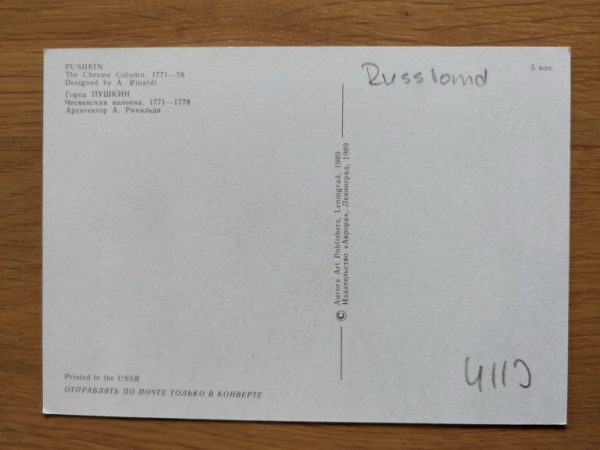 PUSHKIN
The Chesme Column. 1771—78
Designed by A. Rinaldi
Город ПУШКИН
Чесменская колонна. 1771—1778
Архитектор А. Ринальди
Russland
5 коп.
© Aurora Art Publishers, Leningrad, 1989
Издательство «Аврора», Ленинград, 1989
Printed in the USSR
ОТПРАВЛЯТЬ ПО ПОЧТЕ ТОЛЬКО В КОНВЕРТЕ